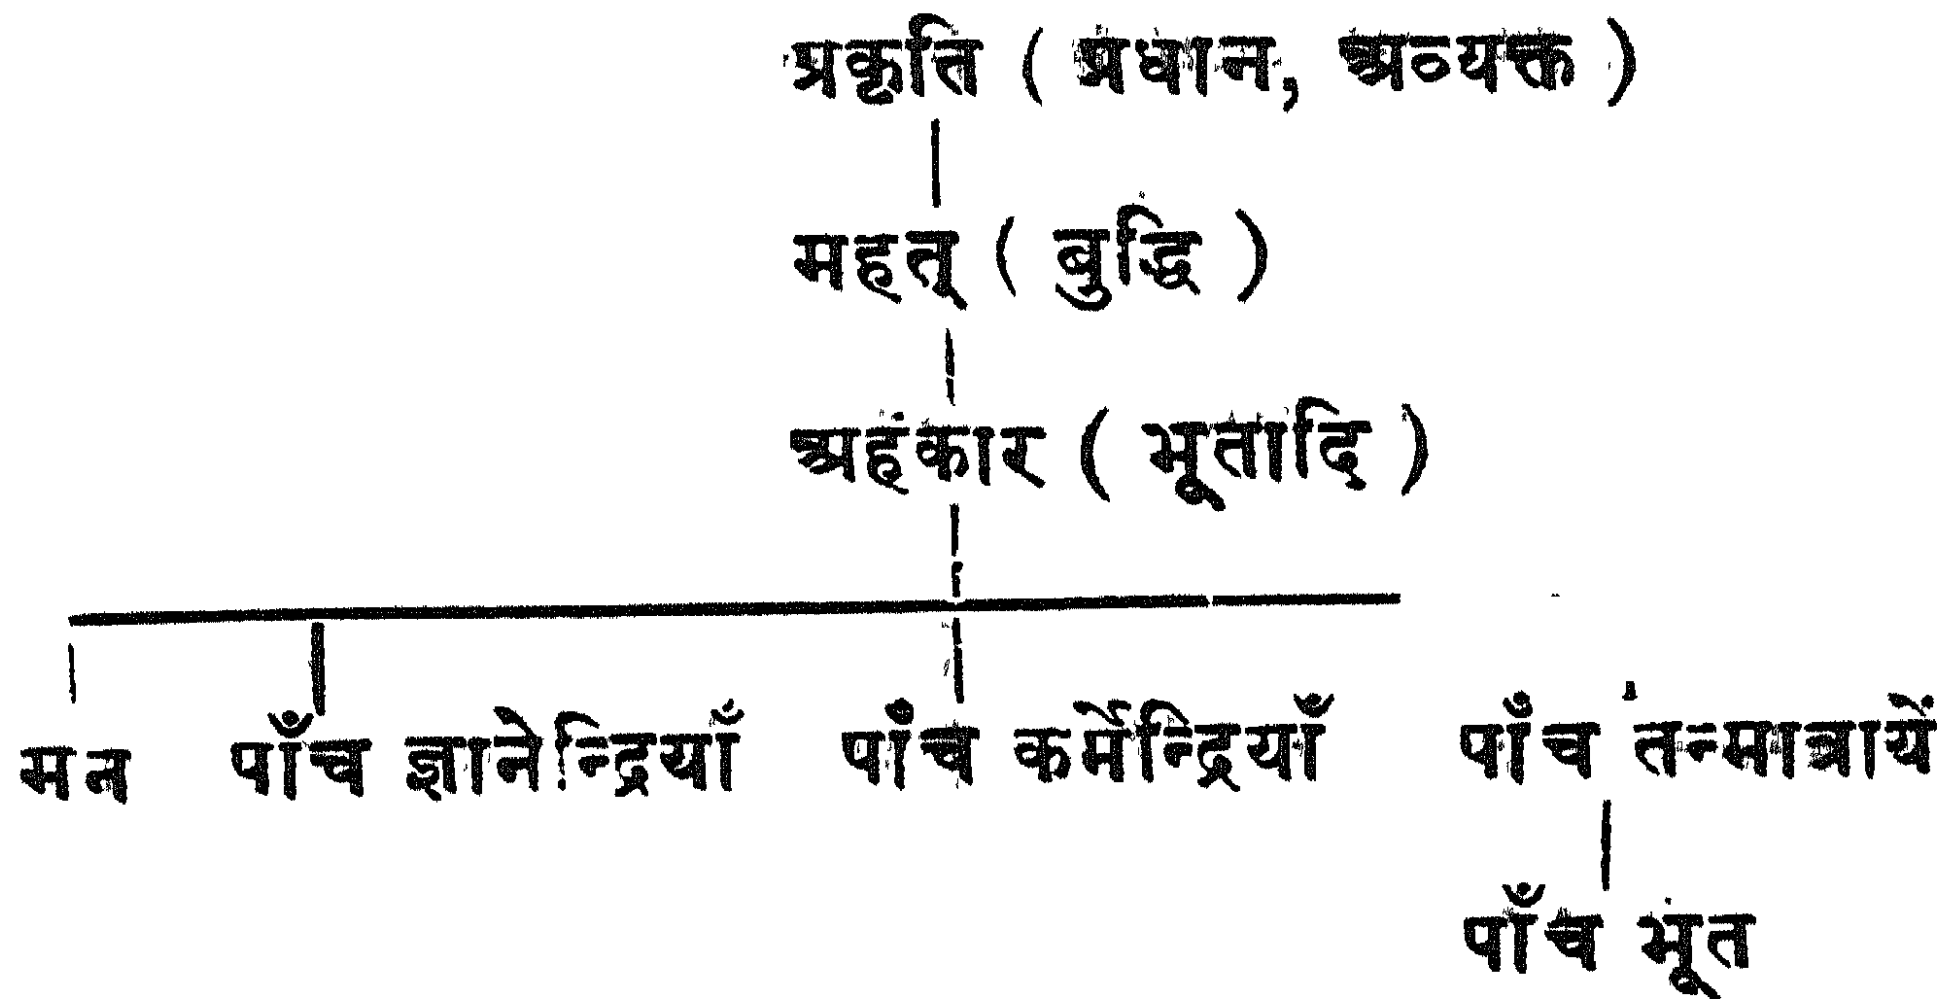 प्रकृति ( प्रधान, अव्यक्त )
महत् ( बुद्धि )
अहंकार ( भूतादि )
मन पाँच ज्ञानेन्द्रियाँ पाँच कर्मेन्द्रियाँ पाँच तन्मात्रायें
पाँच भूत